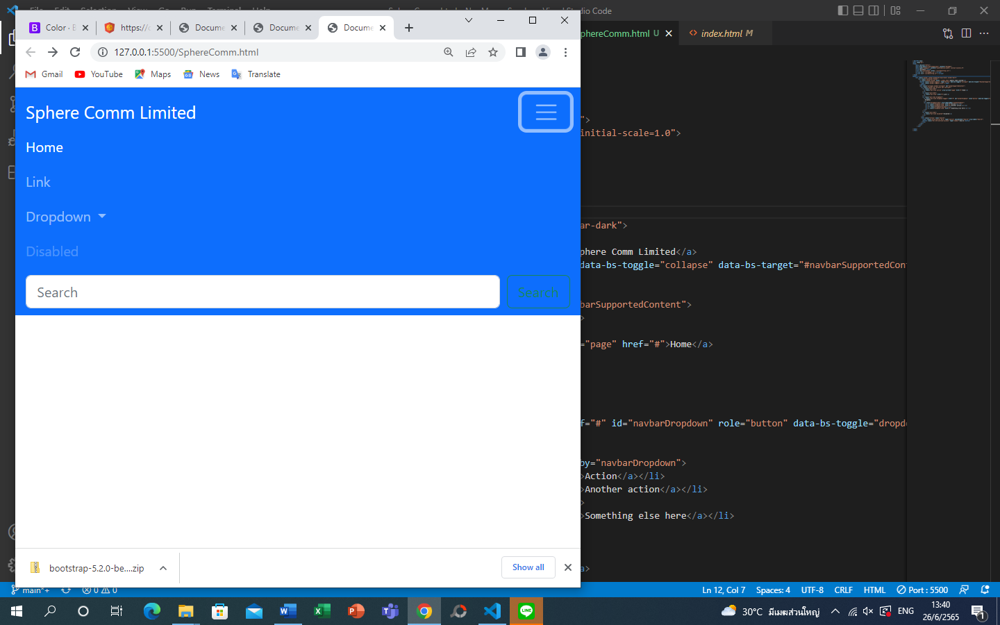 Color · B
https://c
Docume
Docume
Docume
127.0.0.1:5500/SphereComm.html
Gmail
YouTube
Maps
News
Translate
Sphere Comm Limited
Home
Link
Dropdown
Disabled
Search
Search
bootstrap-5.2.0-be....zip
Show all
dio Code
phereComm.html U
index.html M
">
initial-scale=1.0">
ar-dark">
phere Comm Limited</a>
data-bs-toggle="collapse" data-bs-target="#navbarSupportedCon
barSupportedContent">
>
="page" href="#">Home</a>
f="#" id="navbarDropdown" role="button" data-bs-toggle="dropdo
by="navbarDropdown">
>Action</a></li>
>Another action</a></li>
>
>Something else here</a></li>
a>
main*+
0
0
Ln 12, Col 7
Spaces: 4
UTF-8
CRLF
HTML
Port : 5500
30°C มีเมฆส่วนใหญ่
ENG
13:40
26/6/2565
1